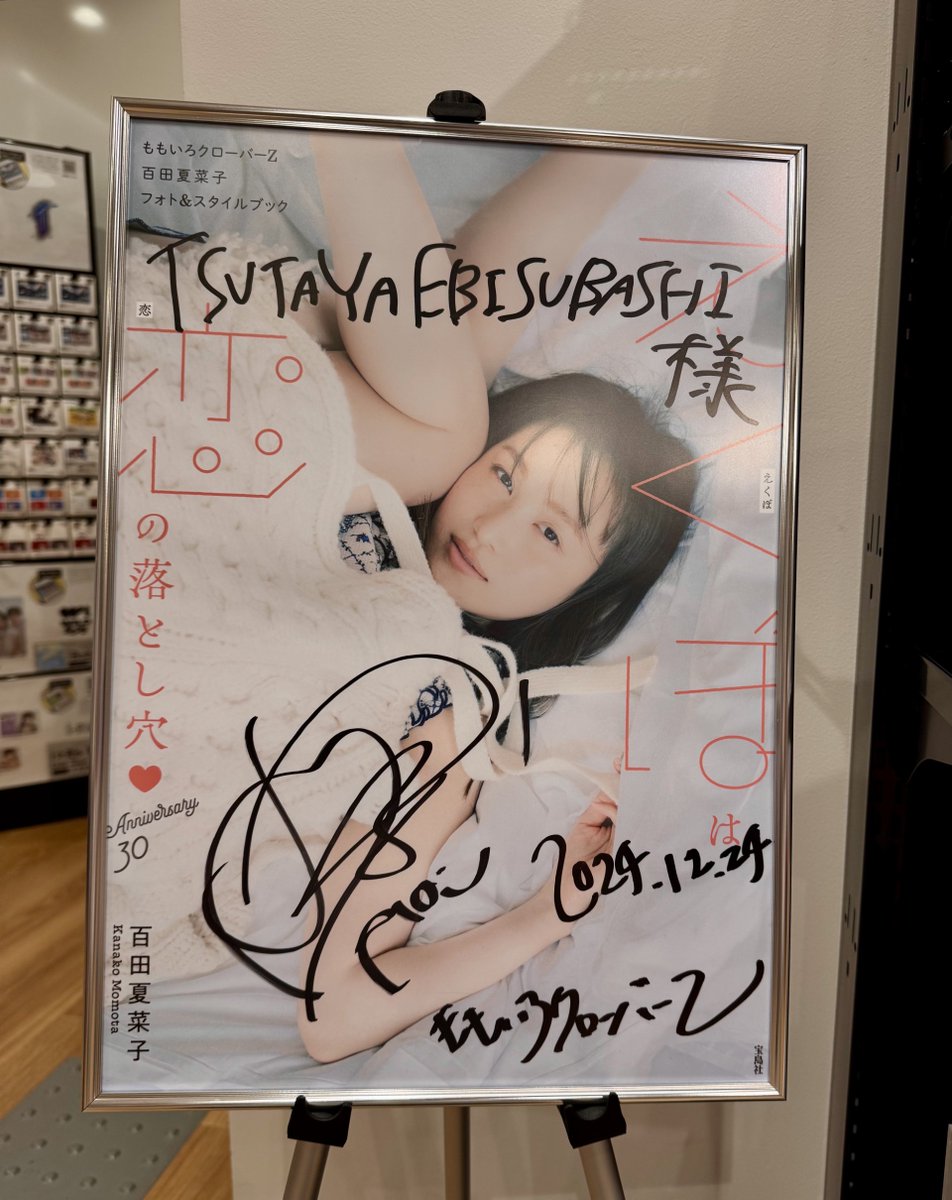 ももいろクローバーZ
百田夏菜子
フォト&スタイルブック
TSUTAYA EBISUBASHI
様
えくぼは
えくぼ
恋の落とし穴♥
恋
Anniversary
30
百田夏菜子
Kanako Momota
2024.12.24
ももいろクローバーZ
宝島社